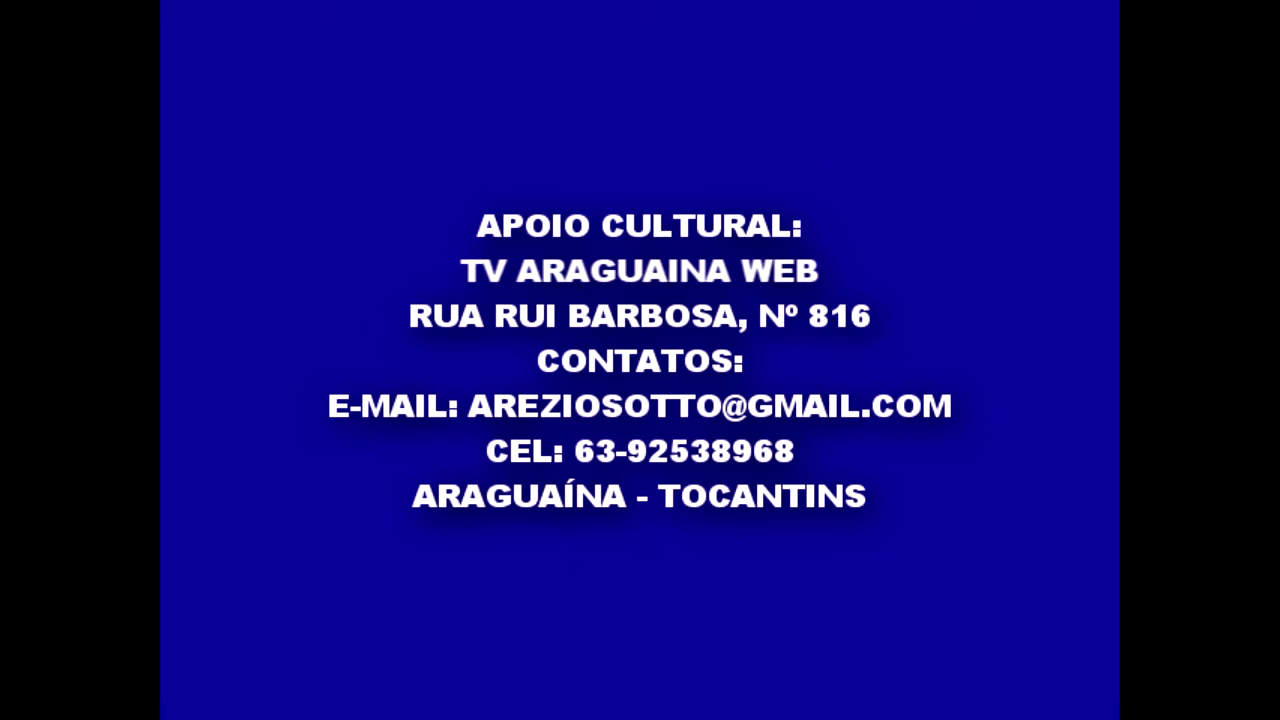 APOIO CULTURAL:
TV ARAGUAINA WEB
RUA RUI BARBOSA, Nº 816
CONTATOS:
E-MAIL: AREZIOSOTTO@GMAIL.COM
CEL: 63-92538968
ARAGUAÍNA - TOCANTINS